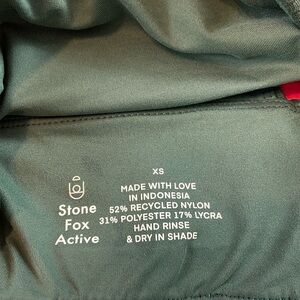 Stone
Fox
Active
XS
MADE WITH LOVE
IN INDONESIA
52% RECYCLED NYLON
31% POLYESTER 17% LYCRA
HAND RINSE
& DRY IN SHADE